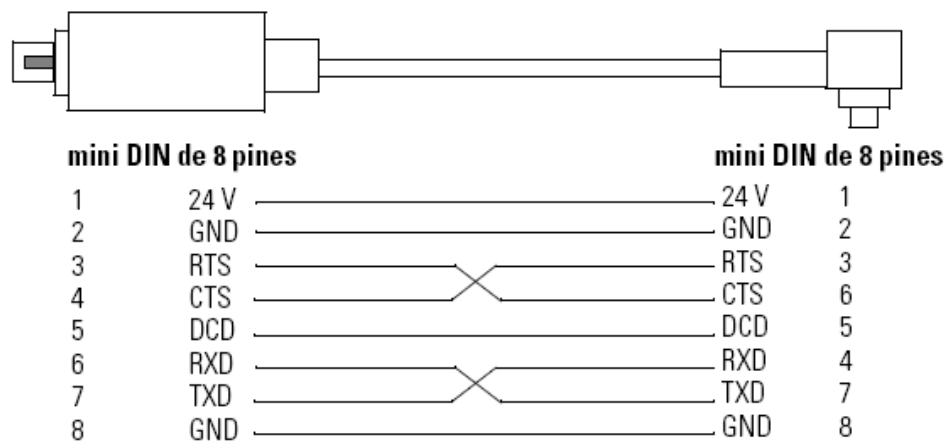 mini DIN de 8 pines mini DIN de 8 pines
1 24 V 24 V 1
2 GND GND 2
3 RTS RTS 3
4 CTS CTS 6
5 DCD DCD 5
6 RXD RXD 4
7 TXD TXD 7
8 GND GND 8